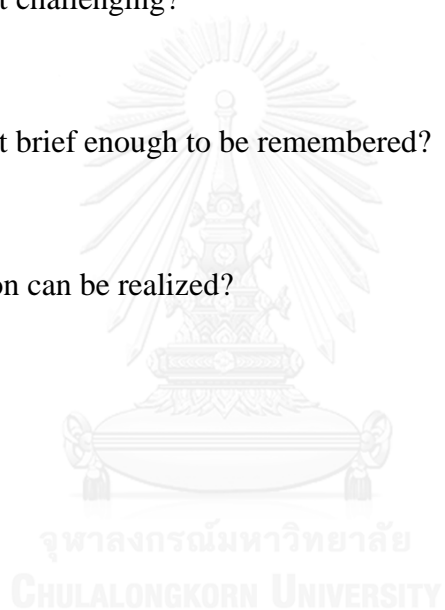 t challenging?
t brief enough to be remembered?
on can be realized?
จุฬาลงกรณ์มหาวิทยาลัย
CHULALONGKORN UNIVERSITY